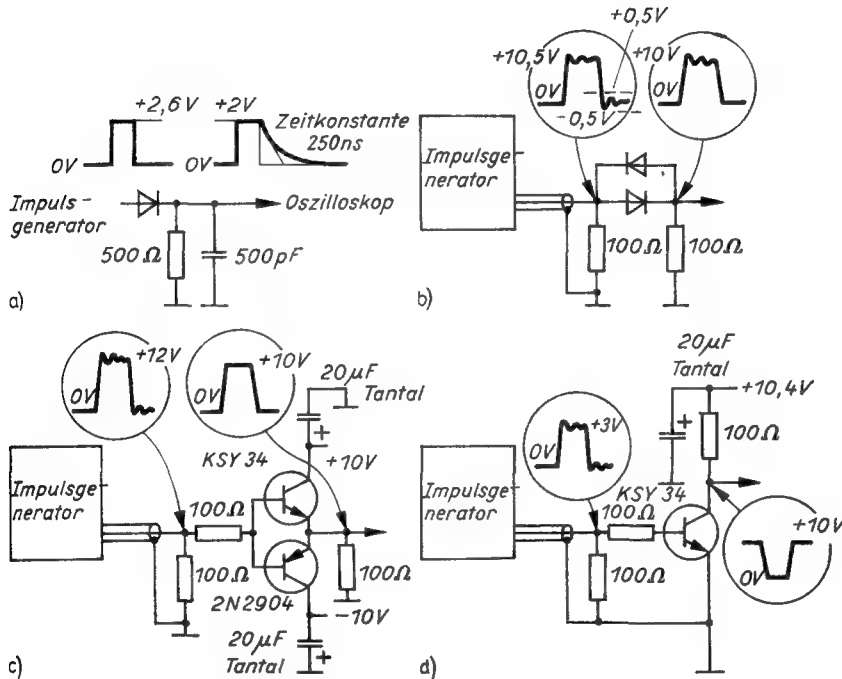 +2,6V
+2V
Zeitkonstante
250ns
0V
0V
Impuls-
generator
Oszilloskop
500Ω
500pF
a)
+0,5V
+10,5V
+10V
0V
0V
-0,5V
Impulsge-
nerator
100Ω
100Ω
b)
+12V
+10V
0V
0V
20µF
Tantal
+
KSY 34
+10V
Impulsge-
nerator
100Ω
100Ω
100Ω
2N2904
-10V
20µF
Tantal
+
c)
20µF
Tantal
+10,4V
+
100Ω
+3V
0V
KSY 34
Impulsge-
nerator
100Ω
100Ω
+10V
0V
d)